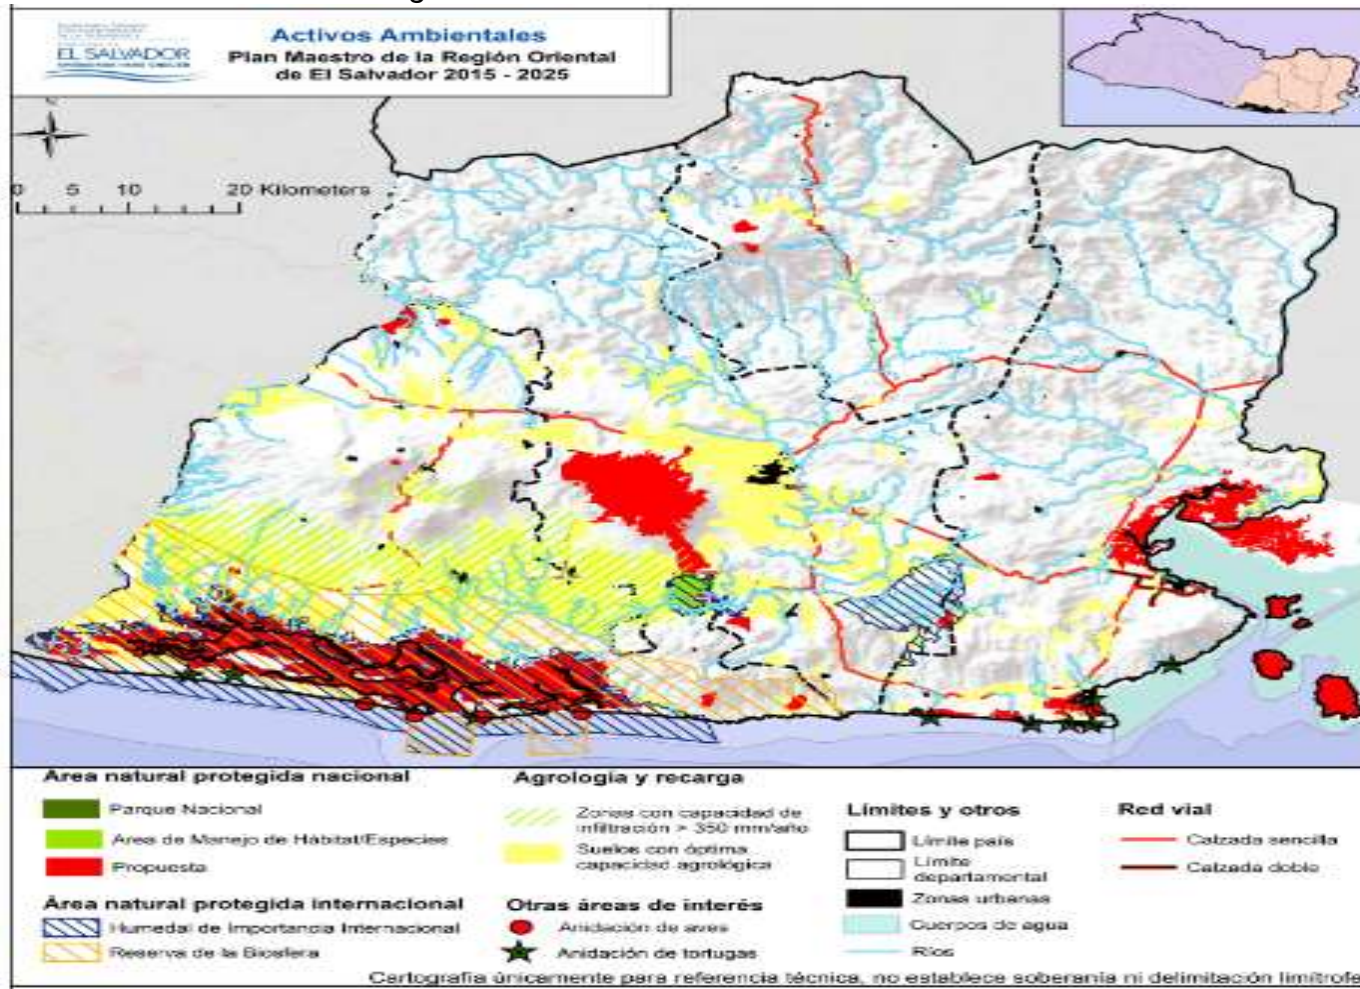 EL SALVADOR
Activos Ambientales
Plan Maestro de la Región Oriental
de El Salvador 2015 - 2025
0 5 10 20 Kilometers
Área natural protegida nacional
Parque Nacional
Área de Manejo de Hábitat/Especies
Propuesta
Área natural protegida internacional
Humedal de Importancia Internacional
Reserva de la Biosfera
Agrología y recarga
Zonas con capacidad de
infiltración > 350 mm/año
Suelos con óptima
capacidad agrológica
Otras áreas de interés
Anidación de aves
Anidación de tortugas
Límites y otros
Límite país
Límite
departamental
Zonas urbanas
Cuerpos de agua
Ríos
Red vial
Calzada sencilla
Calzada doble
Cartografía únicamente para referencia técnica, no establece soberanía ni delimitación limítrofe